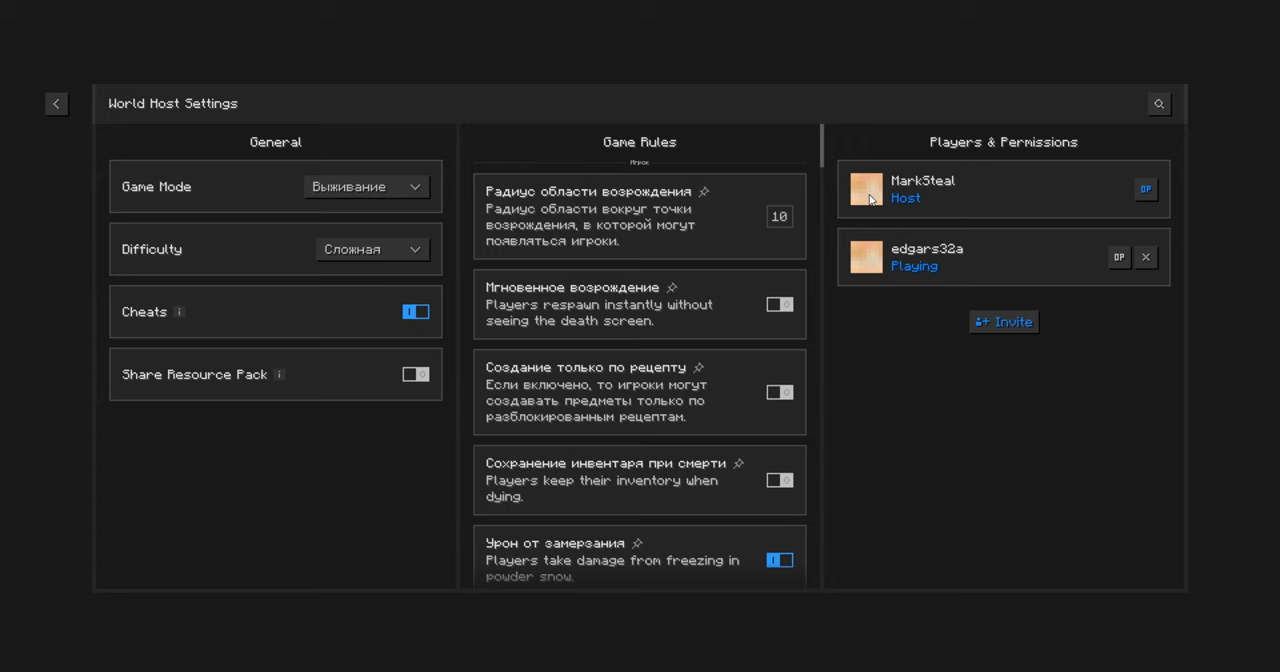 World Host Settings
General
Game Mode
Выживание
Difficulty
Сложная
Cheats
Share Resource Pack
Game Rules
Игрок
Радиус области возрождения
Радиус области вокруг точки
возрождения, в которой могут
появляться игроки.
10
Мгновенное возрождение
Players respawn instantly without
seeing the death screen.
Создание только по рецепту
Если включено, то игроки могут
создавать предметы только по
разблокированным рецептам.
Сохранение инвентаря при смерти
Players keep their inventory when
dying.
Урон от замерзания
Players take damage from freezing in
powder snow.
Players & Permissions
MarkSteal
Host
OP
edgars32a
Playing
OP
Invite